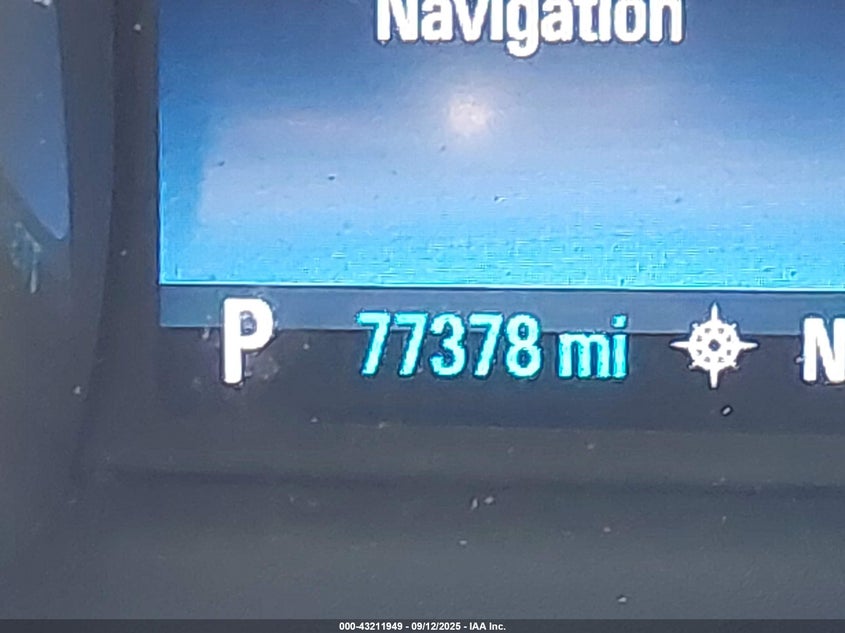 Navigation
P 77378 mi N
000-43211949 - 09/12/2025 - IAA Inc.